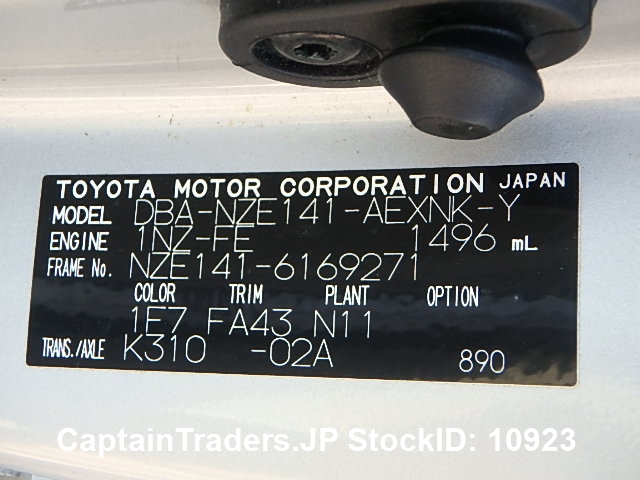 TOYOTA MOTOR CORPORATION JAPAN
MODEL DBA-NZE141-AEXNK-Y
ENGINE 1NZ-FE 1496 mL
FRAME No. NZE141-6169271
COLOR TRIM PLANT OPTION
1E7 FA43 N11
TRANS./AXLE K310 -02A 890
CaptainTraders.JP StockID: 10923